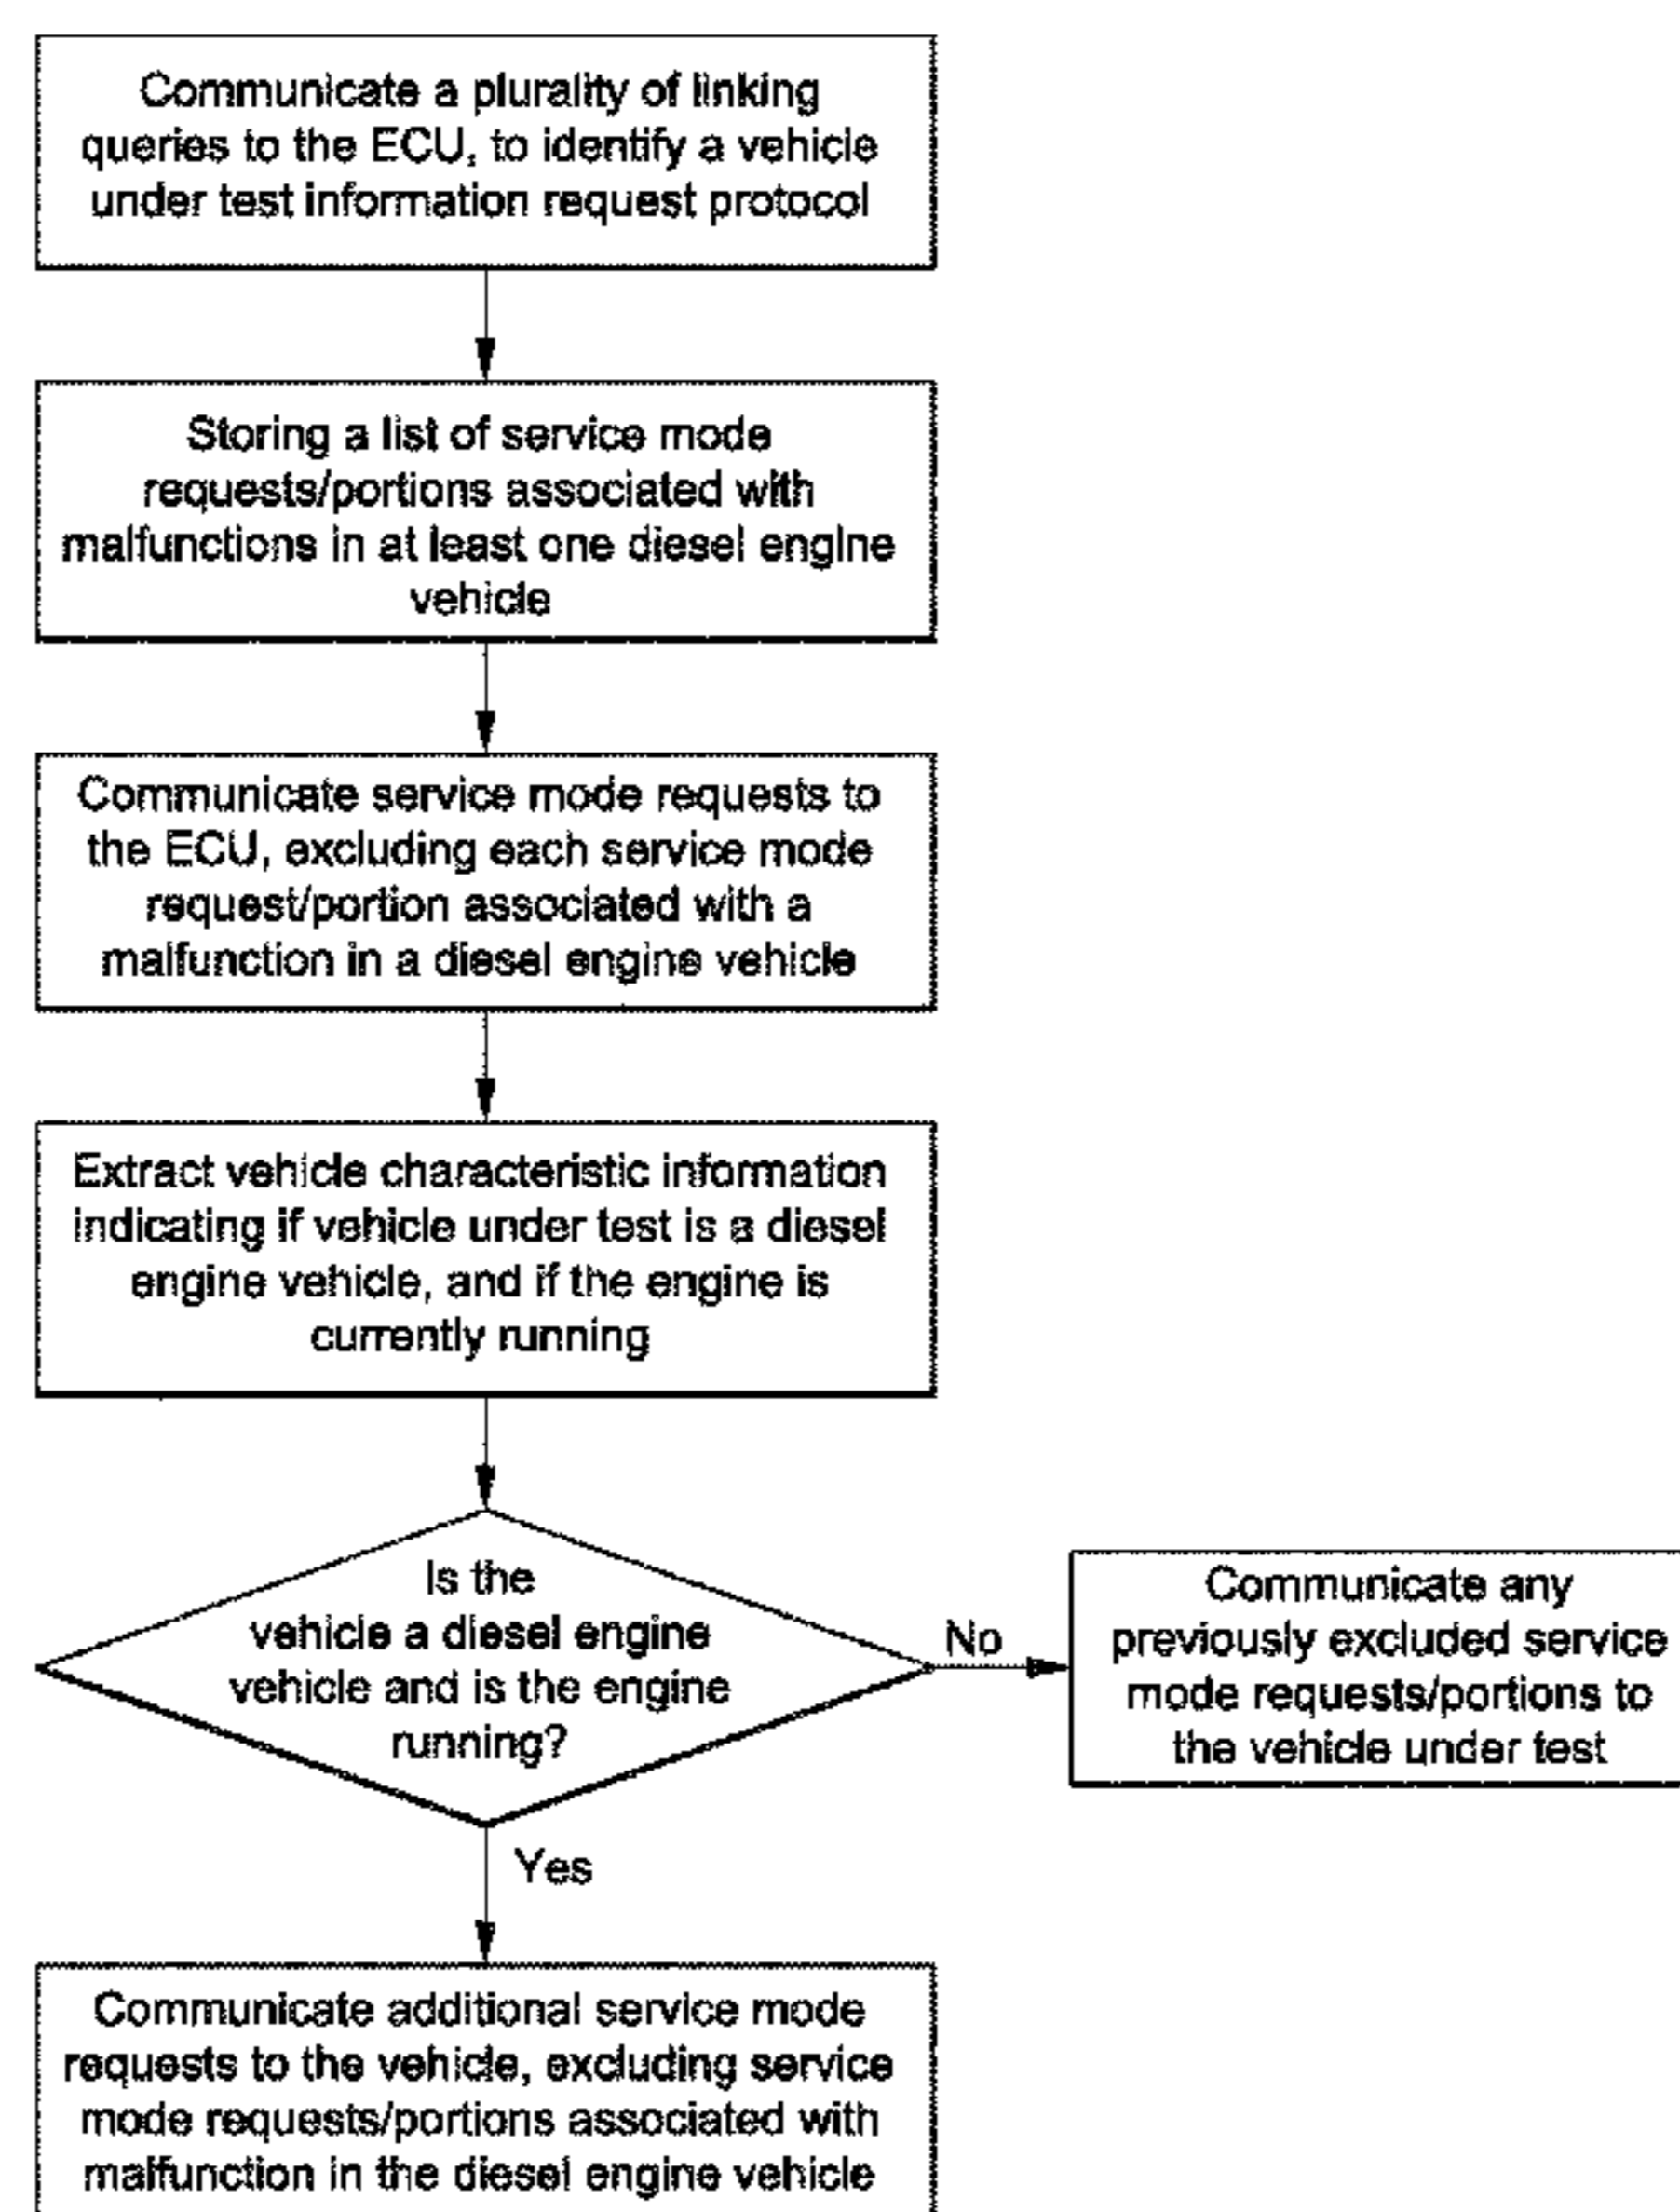 Communicate a plurality of linking
queries to the ECU, to identify a vehicle
under test information request protocol
Storing a list of service mode
requests/portions associated with
malfunctions in at least one diesel engine
vehicle
Communicate service mode requests to
the ECU, excluding each service mode
request/portion associated with a
malfunction in a diesel engine vehicle
Extract vehicle characteristic information
indicating if vehicle under test is a diesel
engine vehicle, and if the engine is
currently running
Is the
vehicle a diesel engine
vehicle and is the engine
running?
No
Communicate any
previously excluded service
mode requests/portions to
the vehicle under test
Yes
Communicate additional service mode
requests to the vehicle, excluding service
mode requests/portions associated with
malfunction in the diesel engine vehicle